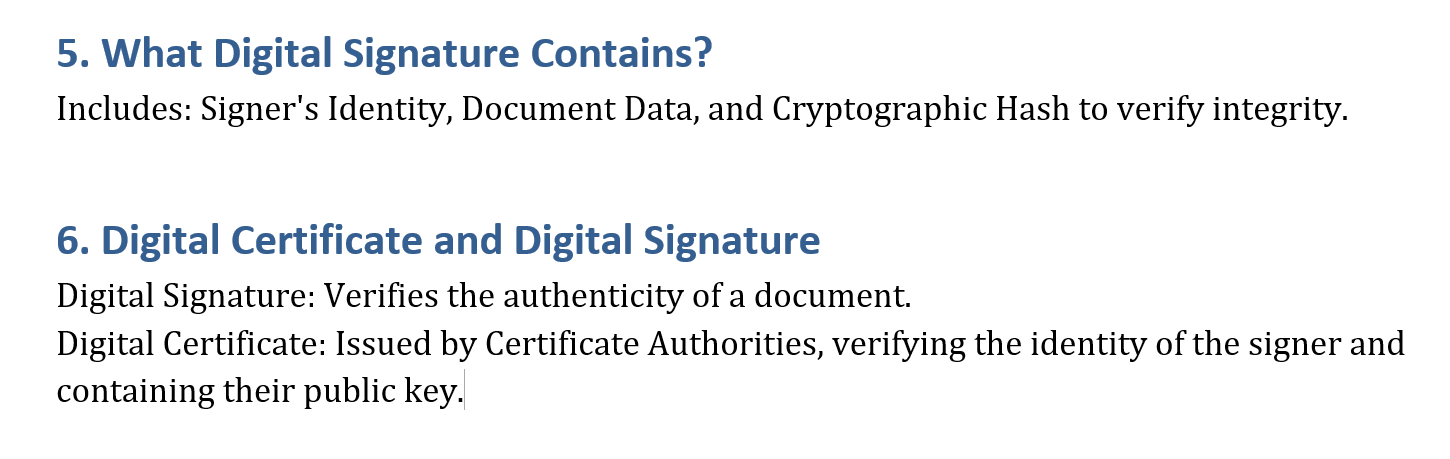 5. What Digital Signature Contains?
Includes: Signer's Identity, Document Data, and Cryptographic Hash to verify integrity.
6. Digital Certificate and Digital Signature
Digital Signature: Verifies the authenticity of a document.
Digital Certificate: Issued by Certificate Authorities, verifying the identity of the signer and
containing their public key.